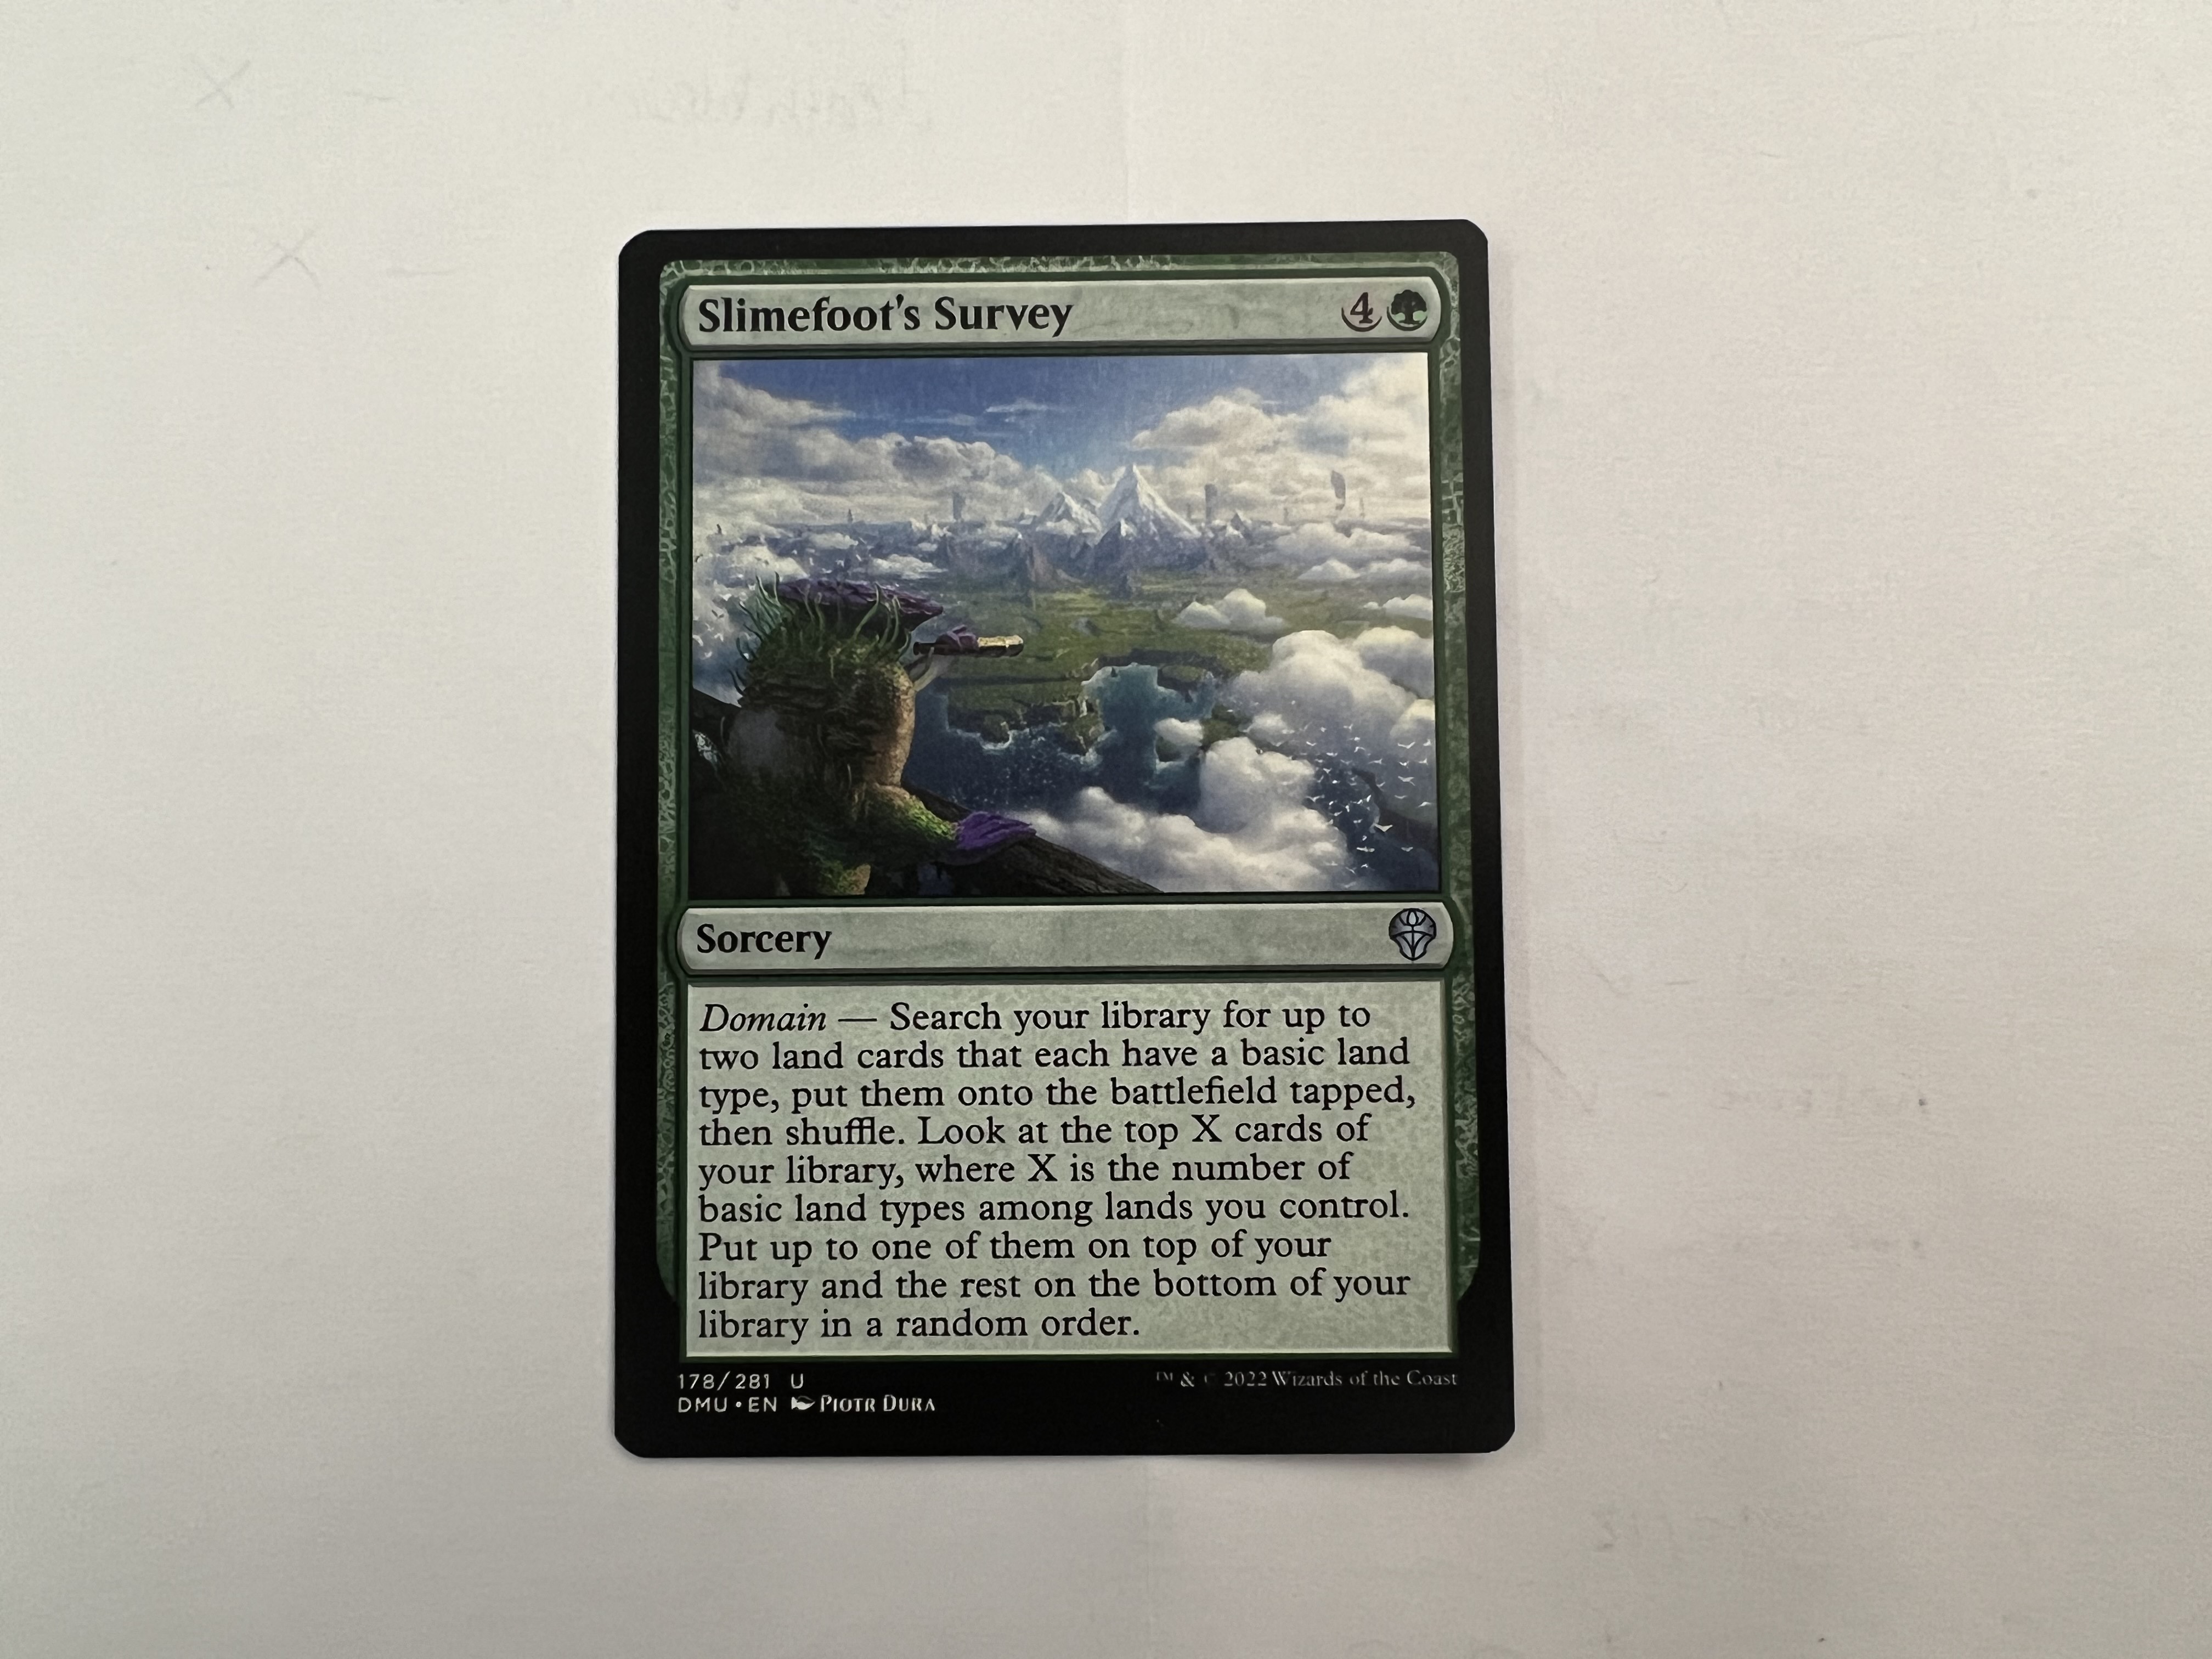 Slimefoot's Survey 4
Sorcery
Domain — Search your library for up to
two land cards that each have a basic land
type, put them onto the battlefield tapped,
then shuffle. Look at the top X cards of
your library, where X is the number of
basic land types among lands you control.
Put up to one of them on top of your
library and the rest on the bottom of your
library in a random order.
178/281 U
™ & © 2022 Wizards of the Coast
DMU • EN Piotr Dura